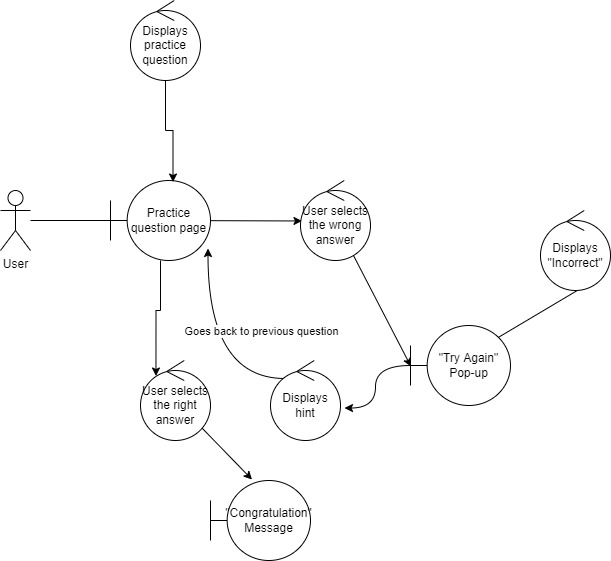 Displays
practice
question
Practice
question page
User
User selects
the wrong
answer
Displays
"Incorrect"
Goes back to previous question
"Try Again"
Pop-up
User selects
the right
answer
Displays
hint
"Congratulation"
Message